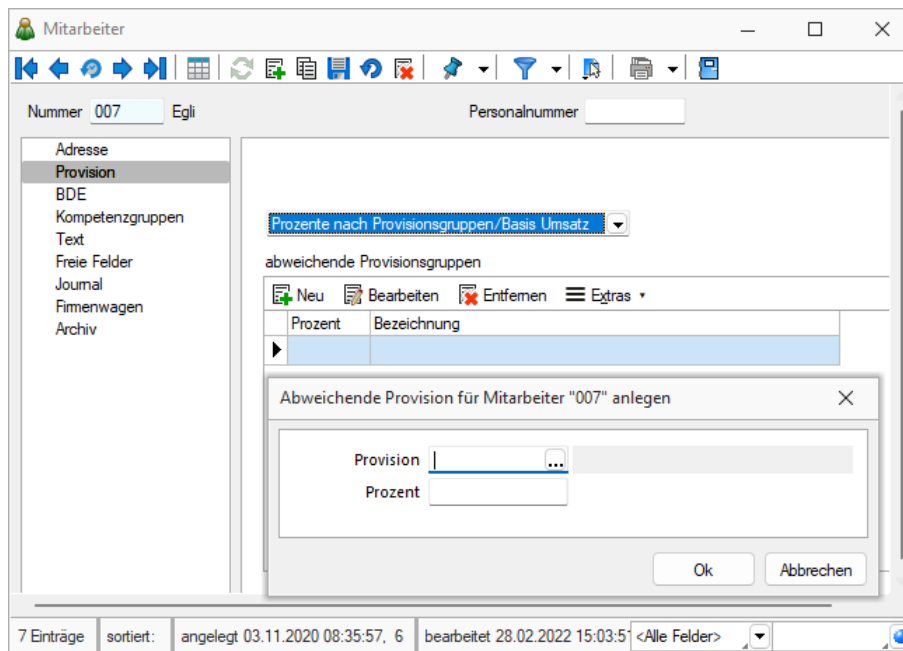 Mitarbeiter
Nummer 007 Egli Personalnummer
Adresse
Provision
BDE
Kompetenzgruppen
Text
Freie Felder
Journal
Firmenwagen
Archiv
Prozente nach Provisionsgruppen/Basis Umsatz
abweichende Provisionsgruppen
Neu Bearbeiten Entfernen Extras
Prozent Bezeichnung
Abweichende Provision für Mitarbeiter "007" anlegen
Provision ...
Prozent
Ok Abbrechen
7 Einträge sortiert: angelegt 03.11.2020 08:35:57, 6 bearbeitet 28.02.2022 15:03:5 <Alle Felder>